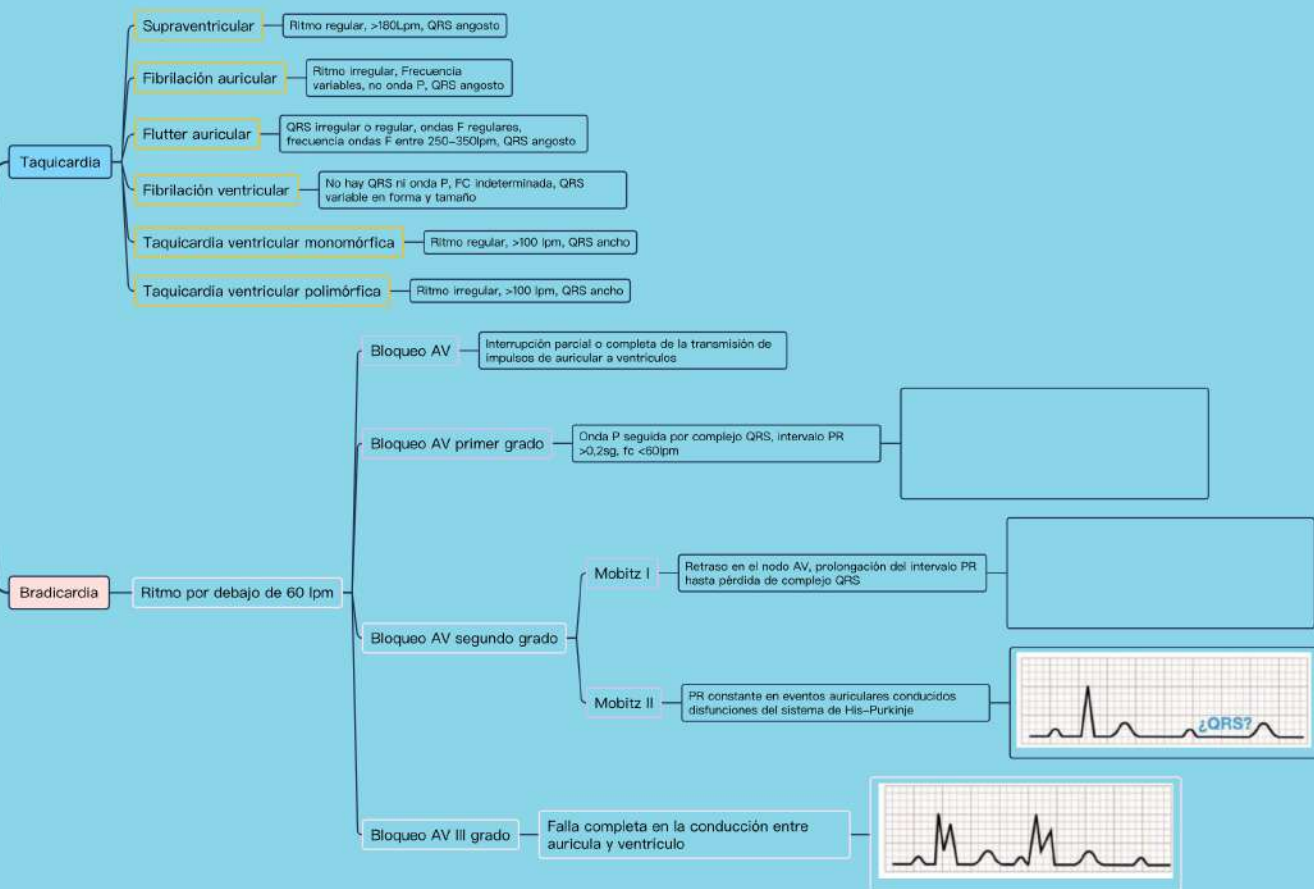 Supraventricular
Ritmo regular, >180Lpm, QRS angosto
Fibrilación auricular
Ritmo irregular, Frecuencia
variables, no onda P, QRS angosto
Flutter auricular
QRS irregular o regular, ondas F regulares,
frecuencia ondas F entre 250-350lpm, QRS angosto
Taquicardia
Fibrilación ventricular
No hay QRS ni onda P, FC indeterminada, QRS
variable en forma y tamaño
Taquicardia ventricular monomórfica
Ritmo regular, >100 lpm, QRS ancho
Taquicardia ventricular polimórfica
Ritmo irregular, >100 lpm, QRS ancho
Bradicardia
Ritmo por debajo de 60 lpm
Bloqueo AV
Interrupción parcial o completa de la transmisión de
impulsos de auricular a ventrículos
Bloqueo AV primer grado
Onda P seguida por complejo QRS, intervalo PR
>0,2sg, fc <60lpm
Bloqueo AV segundo grado
Mobitz I
Retraso en el nodo AV, prolongación del intervalo PR
hasta pérdida de complejo QRS
Mobitz II
PR constante en eventos auriculares conducidos
disfunciones del sistema de His-Purkinje
¿QRS?
Bloqueo AV III grado
Falla completa en la conducción entre
auricula y ventrículo